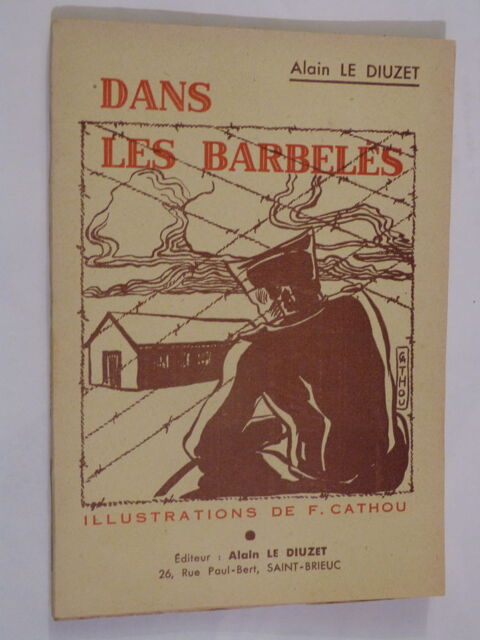 Alain LE DIUZET
DANS
LES BARBELÉS
CATHOU
ILLUSTRATIONS DE F. CATHOU
Éditeur : Alain LE DIUZET
26, Rue Paul-Bert, SAINT-BRIEUC